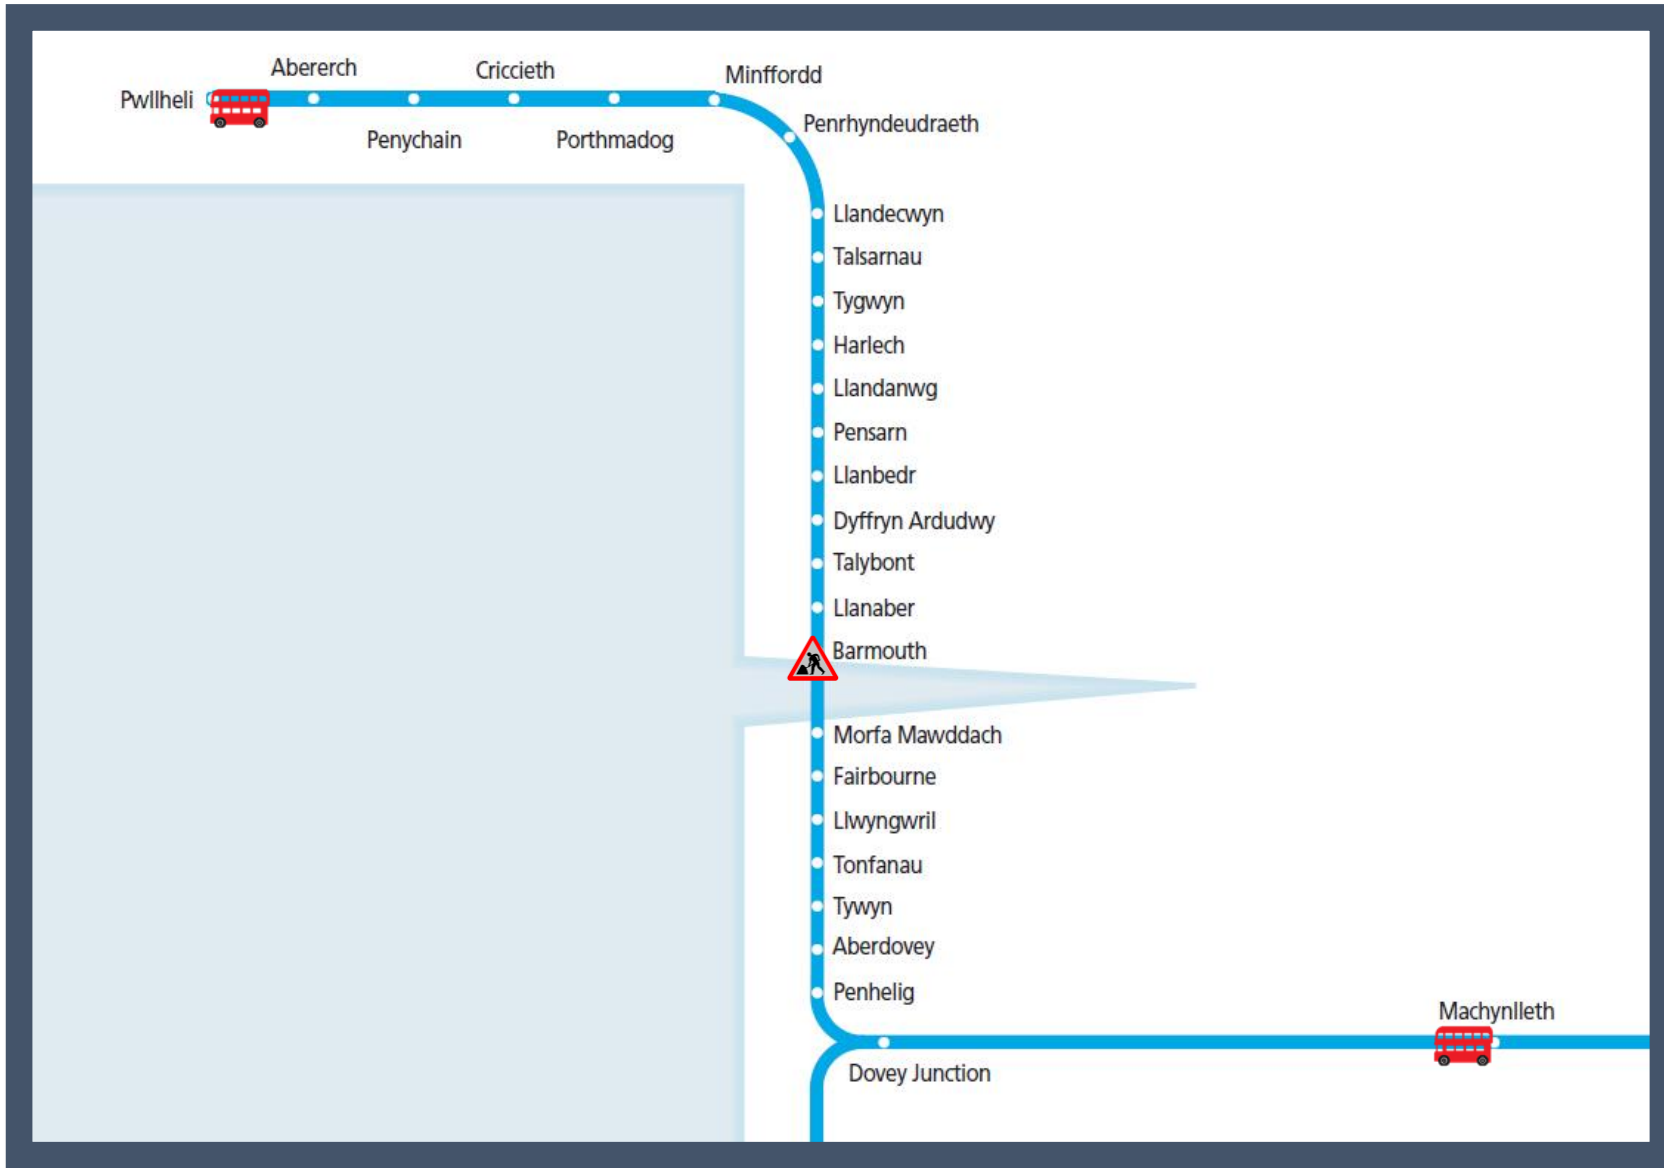 Pwllheli
Abererch
Penychain
Criccieth
Porthmadog
Minffordd
Penrhyndeudraeth
Llandecwyn
Talsarnau
Tygwyn
Harlech
Llandanwg
Pensarn
Llanbedr
Dyffryn Ardudwy
Talybont
Llanaber
Barmouth
Morfa Mawddach
Fairbourne
Llwyngwril
Tonfanau
Tywyn
Aberdovey
Penhelig
Dovey Junction
Machynlleth